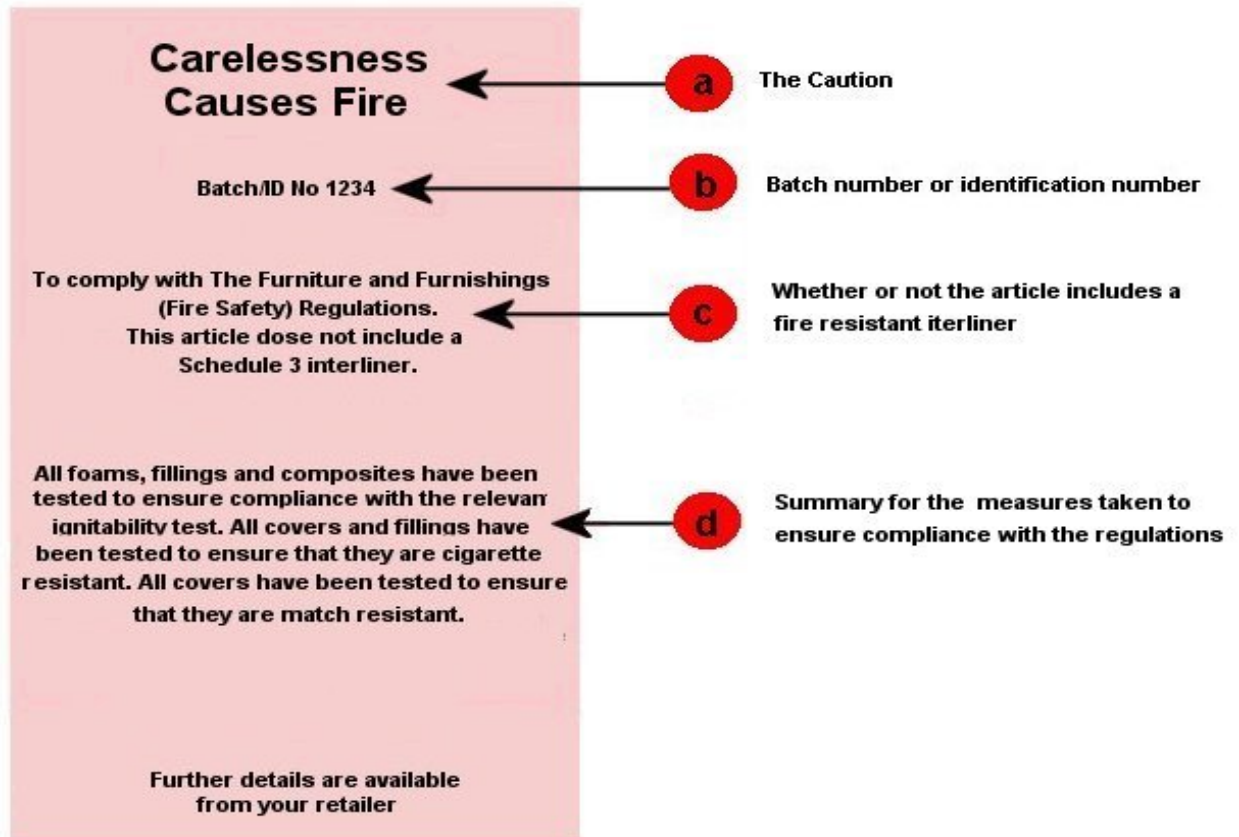 Carelessness
Causes Fire
a
The Caution
Batch/ID No 1234
b
Batch number or identification number
To comply with The Furniture and Furnishings
(Fire Safety) Regulations.
This article dose not include a
Schedule 3 interliner.
c
Whether or not the article includes a
fire resistant iterliner
All foams, fillings and composites have been
tested to ensure compliance with the relevan
ignitability test. All covers and fillings have
been tested to ensure that they are cigarette
resistant. All covers have been tested to ensure
that they are match resistant.
d
Summary for the measures taken to
ensure compliance with the regulations
Further details are available
from your retailer